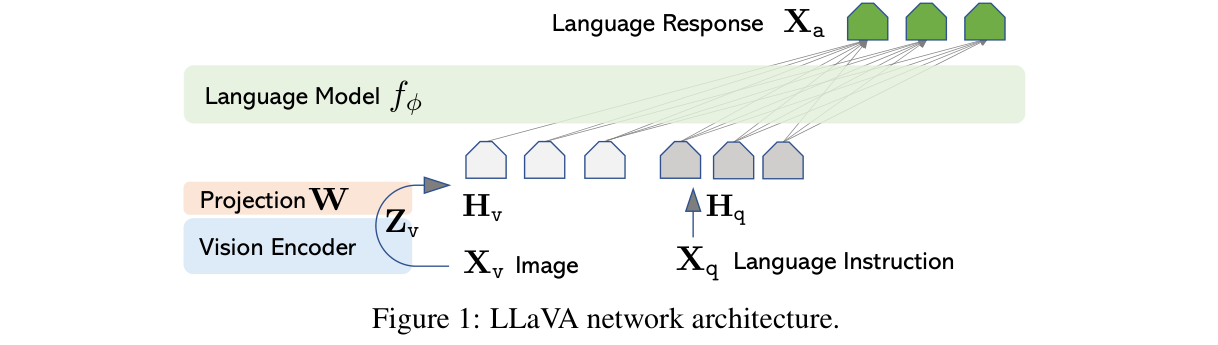 Language Response X_a
Language Model f_ϕ
Projection W
H_v
H_q
Z_v
Vision Encoder
X_v Image
X_q Language Instruction
Figure 1: LLaVA network architecture.